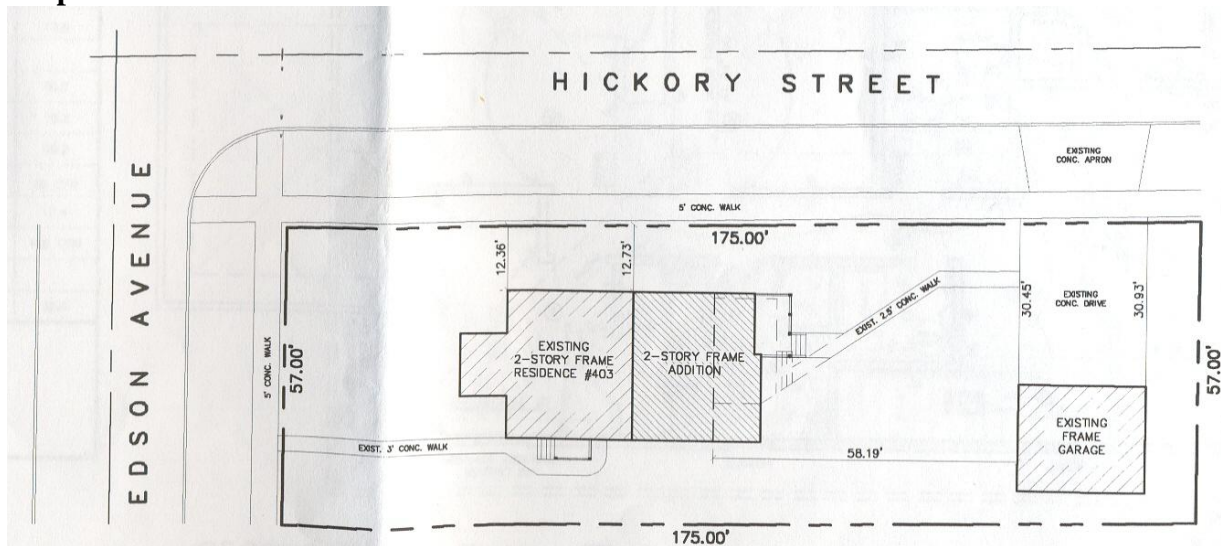 HICKORY STREET
EDSON AVENUE
EXISTING
CONC. APRON
5' CONC. WALK
175.00'
12.36'
12.73'
5' CONC. WALK
57.00'
EXISTING
2-STORY FRAME
RESIDENCE #403
2-STORY FRAME
ADDITION
EXIST. 2.5' CONC. WALK
30.45'
EXISTING
CONC. DRIVE
30.93'
57.00'
EXISTING
FRAME
GARAGE
EXIST. 3' CONC. WALK
58.19'
175.00'